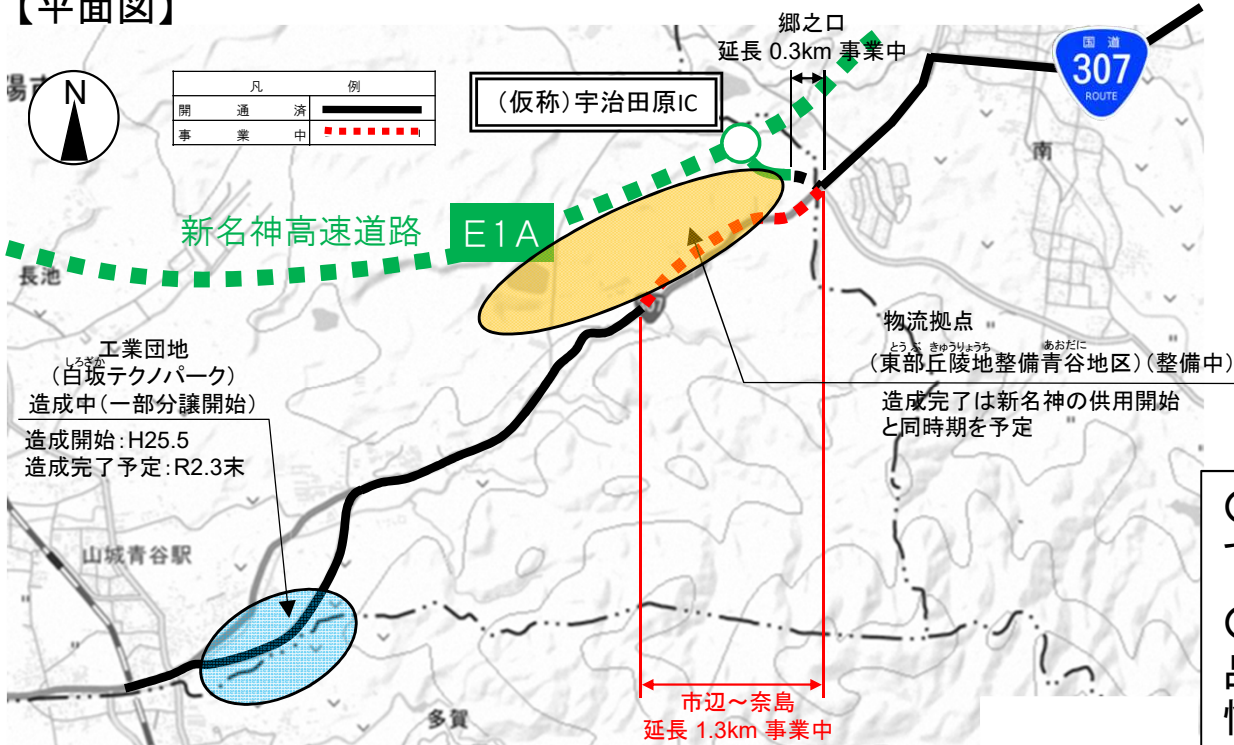 【平面図】
陽市
N
凡 例
開 通 済
事 業 中
(仮称)宇治田原IC
郷之口
延長 0.3km 事業中
国道
307
ROUTE
南
新名神高速道路 E1A
長池
工業団地
しろざか
(白坂テクノパーク)
造成中(一部分譲開始)
造成開始:H25.5
造成完了予定:R2.3末
物流拠点
とうぶ きゅうりょうち あおだに
(東部丘陵地整備青谷地区)(整備中)
造成完了は新名神の供用開始
と同時期を予定
山城青谷駅
市辺~奈島
延長 1.3km 事業中
多賀